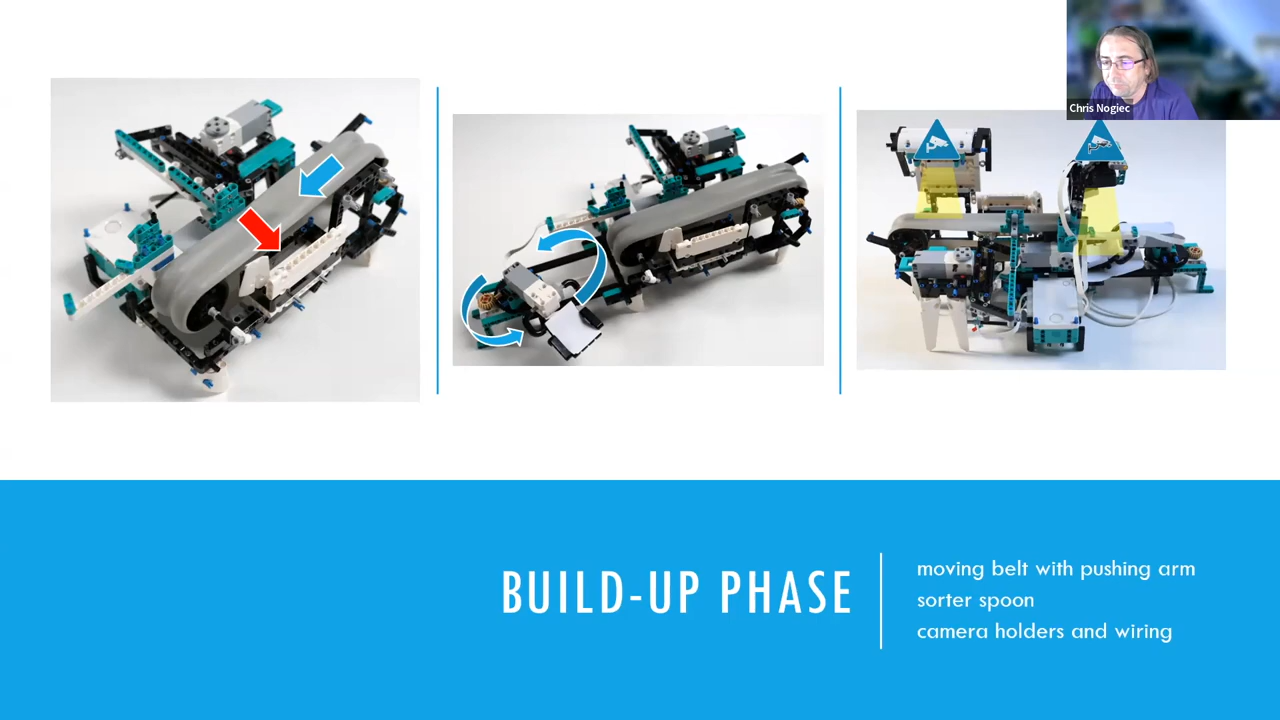 Chris Nogiec
BUILD-UP PHASE
moving belt with pushing arm
sorter spoon
camera holders and wiring